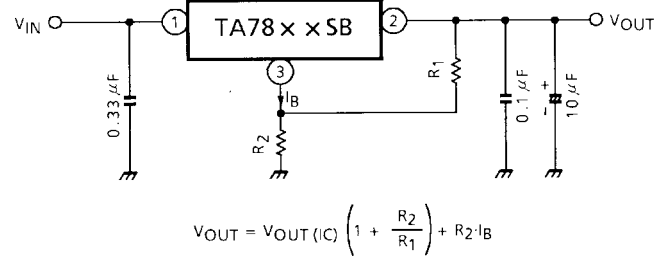 VIN
1
TA78××SB
2
VOUT
3
IB
R1
R2
0.33 μF
0.1 μF
+
-
10 μF
VOUT = VOUT (IC) (1 + R2/R1) + R2·IB